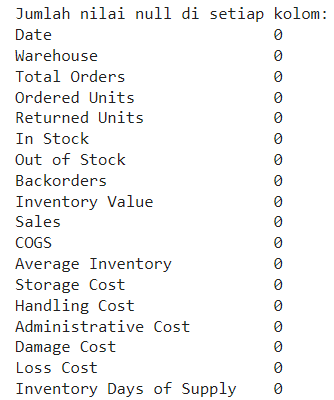 Jumlah nilai null di setiap kolom:
Date 0
Warehouse 0
Total Orders 0
Ordered Units 0
Returned Units 0
In Stock 0
Out of Stock 0
Backorders 0
Inventory Value 0
Sales 0
COGS 0
Average Inventory 0
Storage Cost 0
Handling Cost 0
Administrative Cost 0
Damage Cost 0
Loss Cost 0
Inventory Days of Supply 0